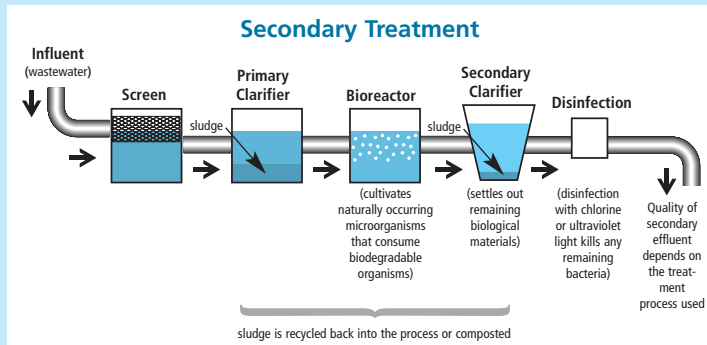 Secondary Treatment
Influent
(wastewater)
Screen
Primary
Clarifier
Bioreactor
Secondary
Clarifier
Disinfection
sludge
sludge
(cultivates
naturally occurring
microorganisms
that consume
biodegradable
organisms)
(settles out
remaining
biological
materials)
(disinfection
with chlorine
or ultraviolet
light kills any
remaining
bacteria)
Quality of
secondary
effluent
depends on
the treat-
ment
process used
sludge is recycled back into the process or composted